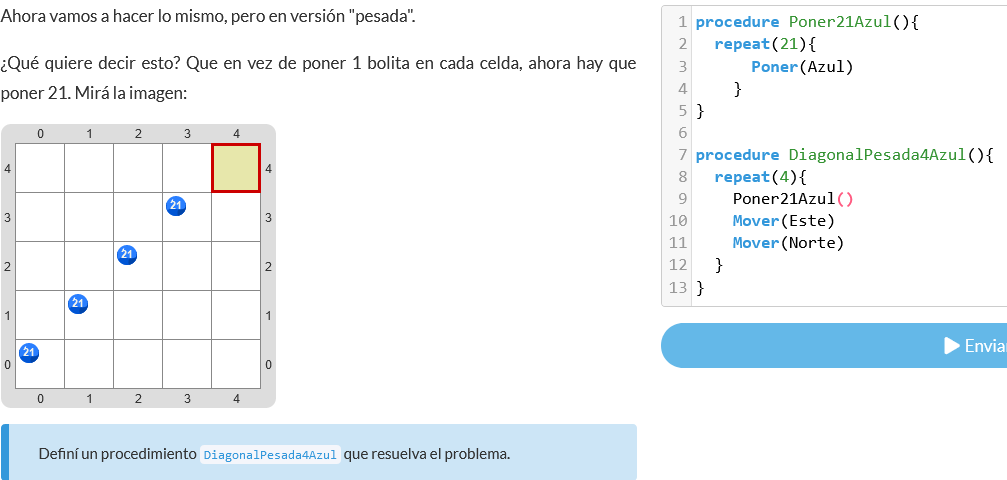 Ahora vamos a hacer lo mismo, pero en versión "pesada".
¿Qué quiere decir esto? Que en vez de poner 1 bolita en cada celda, ahora hay que
poner 21. Mirá la imagen:
0 1 2 3 4
4 4
3 21 3
2 21 2
1 21 1
0 21 0
0 1 2 3 4
Definí un procedimiento DiagonalPesada4Azul que resuelva el problema.
1 procedure Poner21Azul(){
2 repeat(21){
3 Poner(Azul)
4 }
5 }
6
7 procedure DiagonalPesada4Azul(){
8 repeat(4){
9 Poner21Azul()
10 Mover(Este)
11 Mover(Norte)
12 }
13 }
Envia